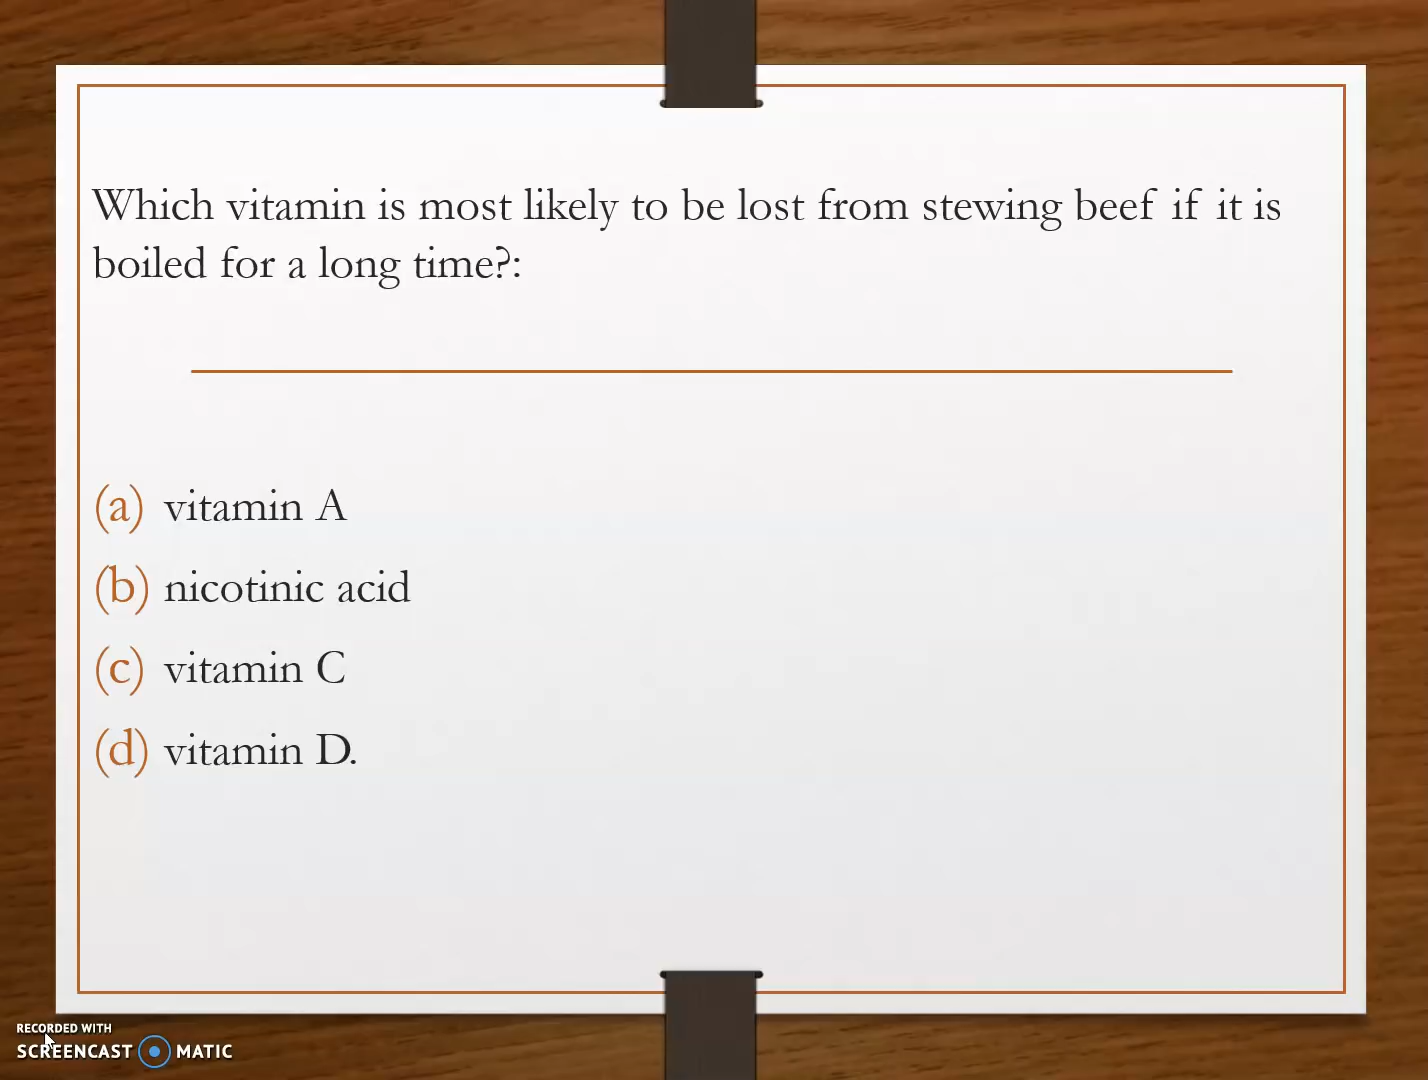 Which vitamin is most likely to be lost from stewing beef if it is
boiled for a long time?:
(a) vitamin A
(b) nicotinic acid
(c) vitamin C
(d) vitamin D.
RECORDED WITH
SCREENCAST MATIC